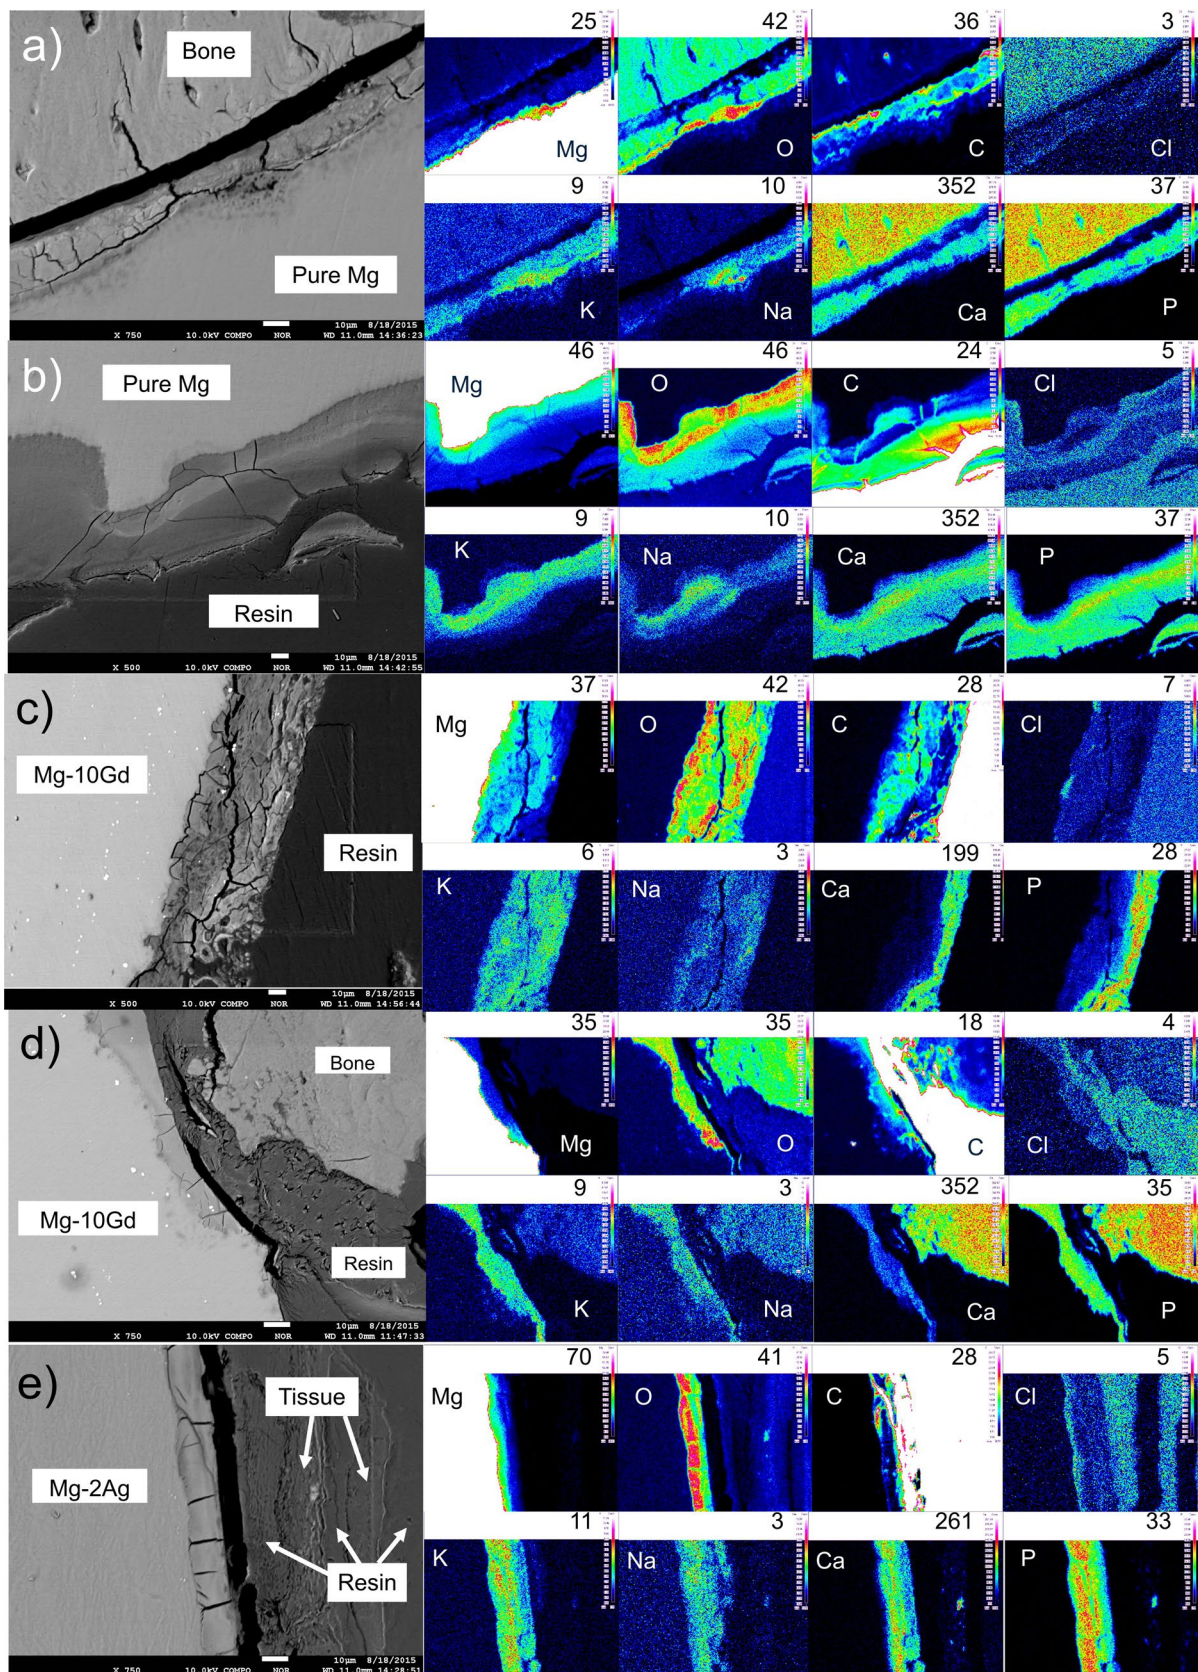 a)
Bone
Pure Mg
X 750 10.0kV COMPO NOR 10µm 8/18/2015 WD 11.0mm 14:36:23
25 42 36 3
Mg O C Cl
9 10 352 37
K Na Ca P
b)
Pure Mg
Resin
X 500 10.0kV COMPO NOR 10µm 8/18/2015 WD 11.0mm 14:42:55
46 46 24 5
Mg O C Cl
9 10 352 37
K Na Ca P
c)
Mg-10Gd
Resin
X 500 10.0kV COMPO NOR 10µm 8/18/2015 WD 11.0mm 14:56:44
37 42 28 7
Mg O C Cl
6 3 199 28
K Na Ca P
d)
Bone
Mg-10Gd
Resin
X 750 10.0kV COMPO NOR 10µm 8/18/2015 WD 11.0mm 11:47:33
35 35 18 4
Mg O C Cl
9 3 352 35
K Na Ca P
e)
Tissue
Mg-2Ag
Resin
X 750 10.0kV COMPO NOR 10µm 8/18/2015 WD 11.0mm 14:28:51
70 41 28 5
Mg O C Cl
11 3 261 33
K Na Ca P